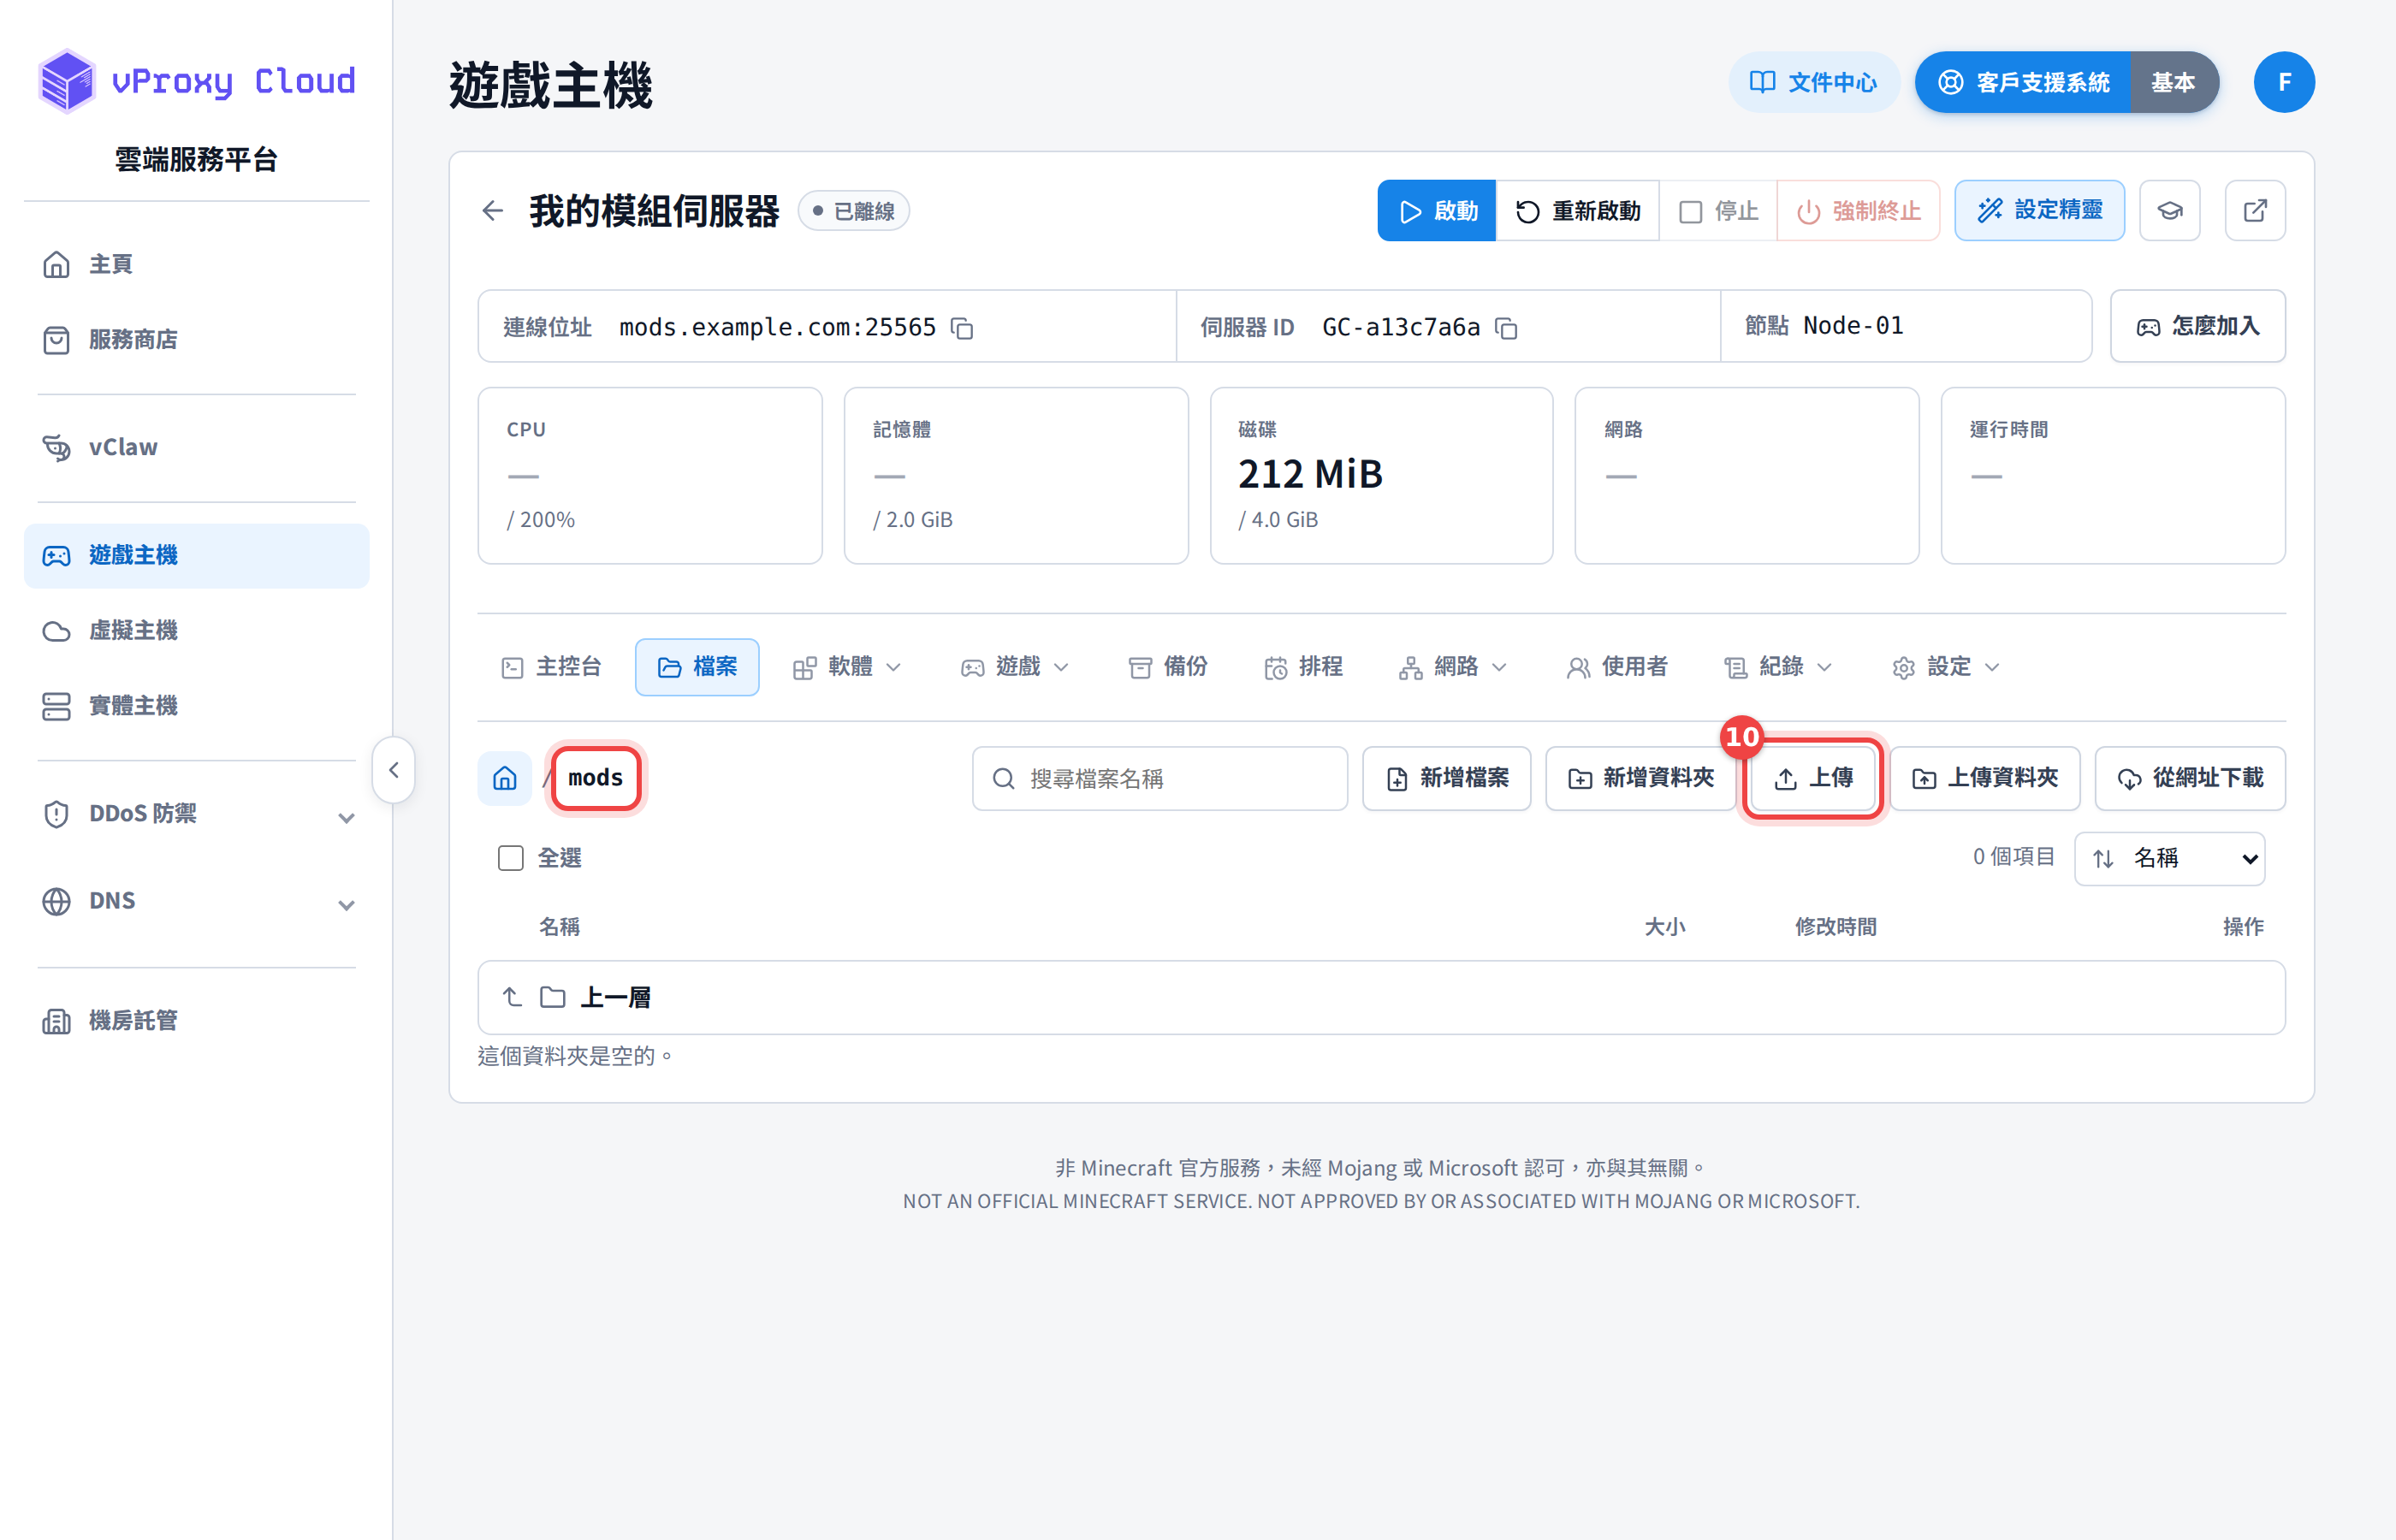 vProxy Cloud
雲端服務平台
主頁
服務商店
vClaw
遊戲主機
虛擬主機
實體主機
DDoS 防禦
DNS
機房託管
遊戲主機
文件中心
客戶支援系統 基本
F
我的模組伺服器 已離線
啟動 重新啟動 停止 強制終止 設定精靈
連線位址 mods.example.com:25565 伺服器 ID GC-a13c7a6a 節點 Node-01 怎麼加入
CPU
—
/ 200%
記憶體
—
/ 2.0 GiB
磁碟
212 MiB
/ 4.0 GiB
網路
—
運行時間
—
主控台 檔案 軟體 遊戲 備份 排程 網路 使用者 紀錄 設定
10
/ mods 搜尋檔案名稱 新增檔案 新增資料夾 上傳 上傳資料夾 從網址下載
全選 0 個項目 名稱
名稱 大小 修改時間 操作
上一層
這個資料夾是空的。
非 Minecraft 官方服務，未經 Mojang 或 Microsoft 認可，亦與其無關。
NOT AN OFFICIAL MINECRAFT SERVICE. NOT APPROVED BY OR ASSOCIATED WITH MOJANG OR MICROSOFT.